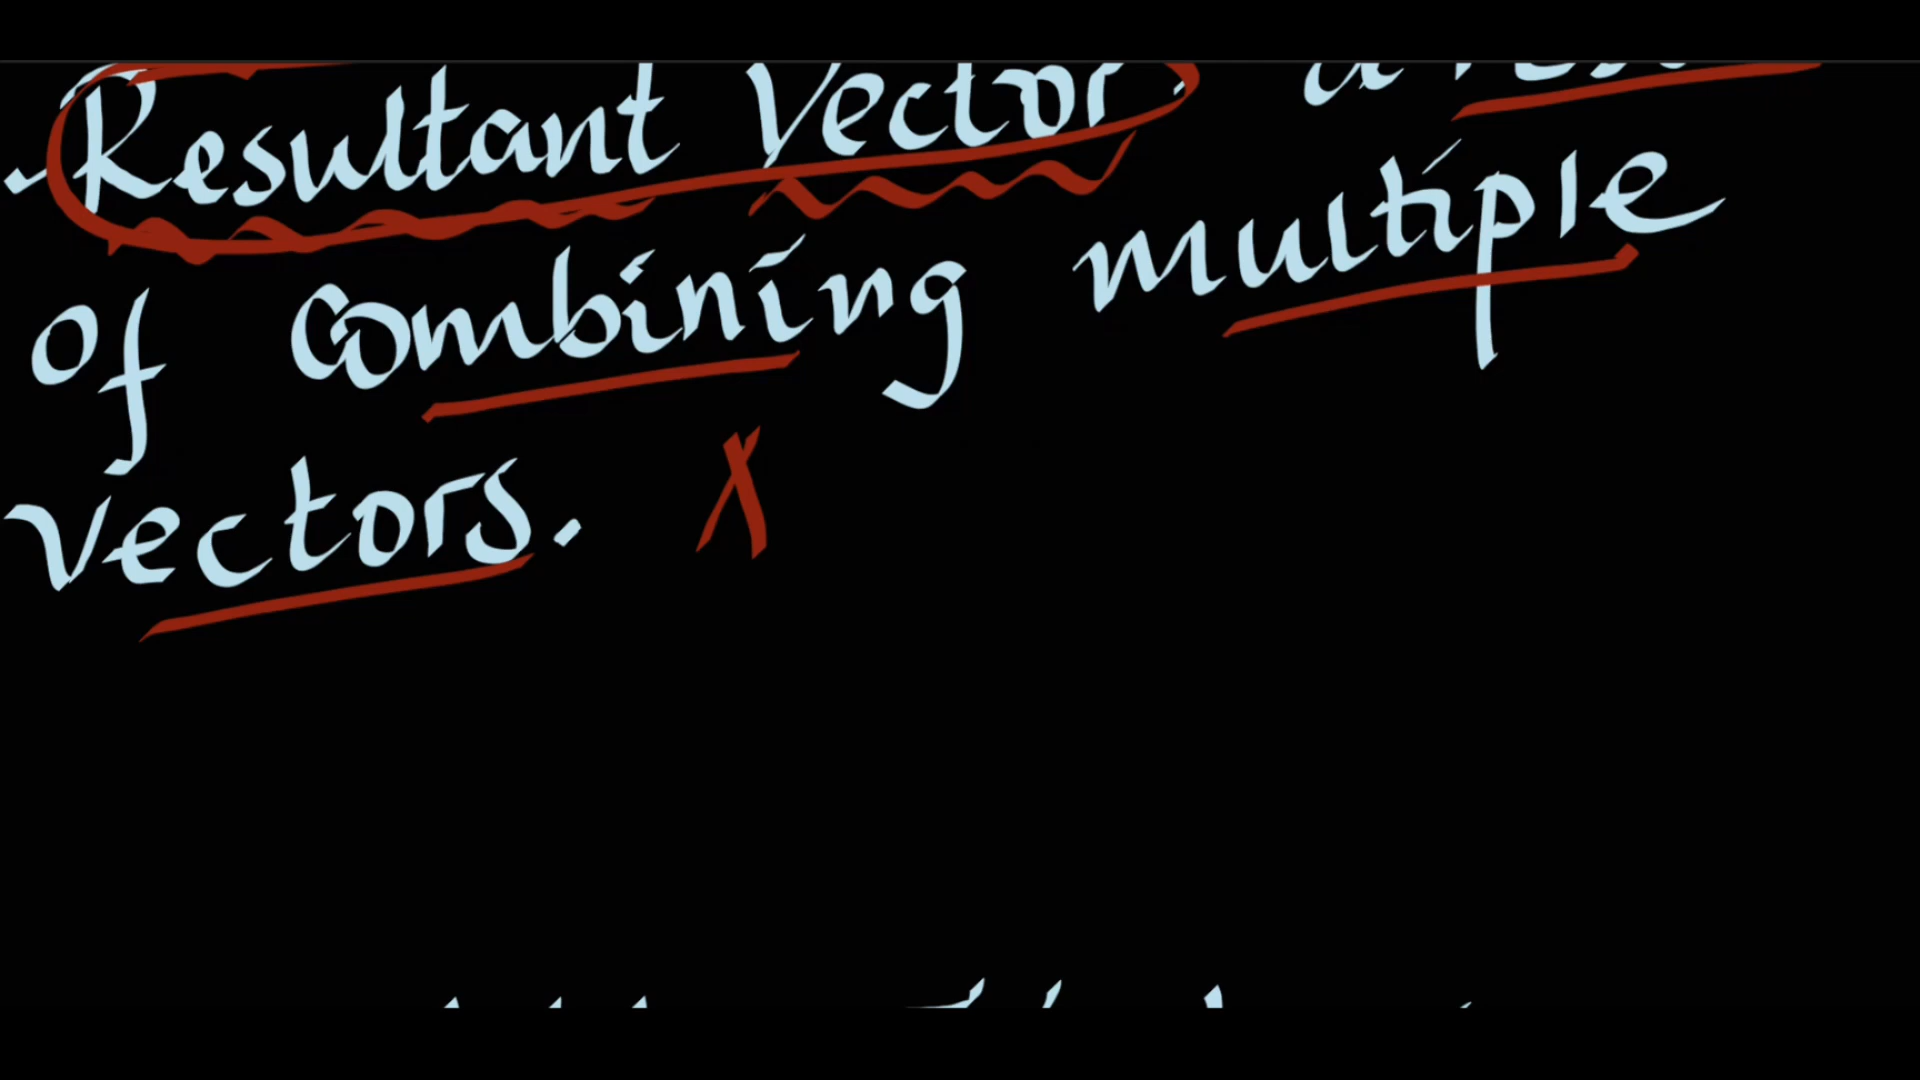 Resultant Vector a
of combining multiple
vectors. X